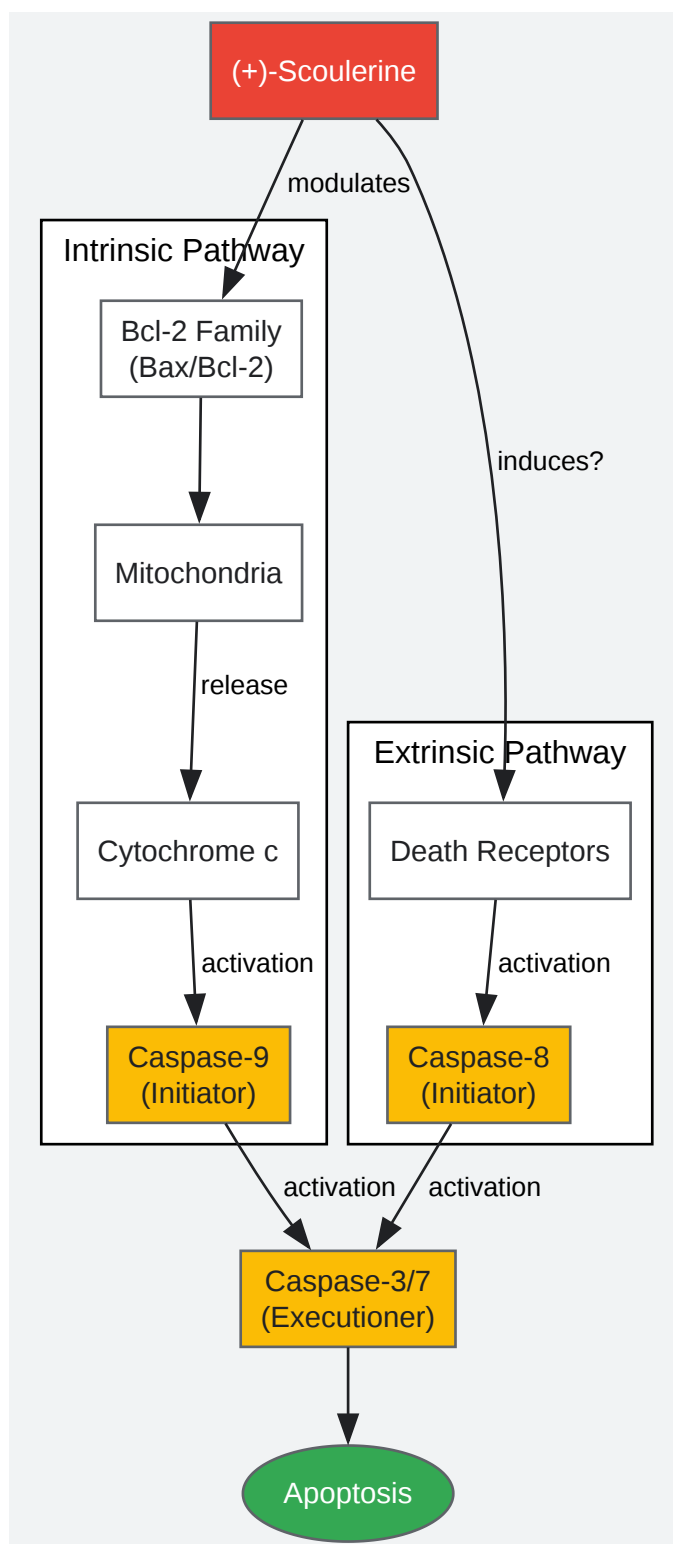 (+)-Scoulerine
modulates
Intrinsic Pathway
Bcl-2 Family
(Bax/Bcl-2)
induces?
Mitochondria
release
Extrinsic Pathway
Cytochrome c
Death Receptors
activation
activation
Caspase-9
(Initiator)
Caspase-8
(Initiator)
activation
activation
Caspase-3/7
(Executioner)
Apoptosis